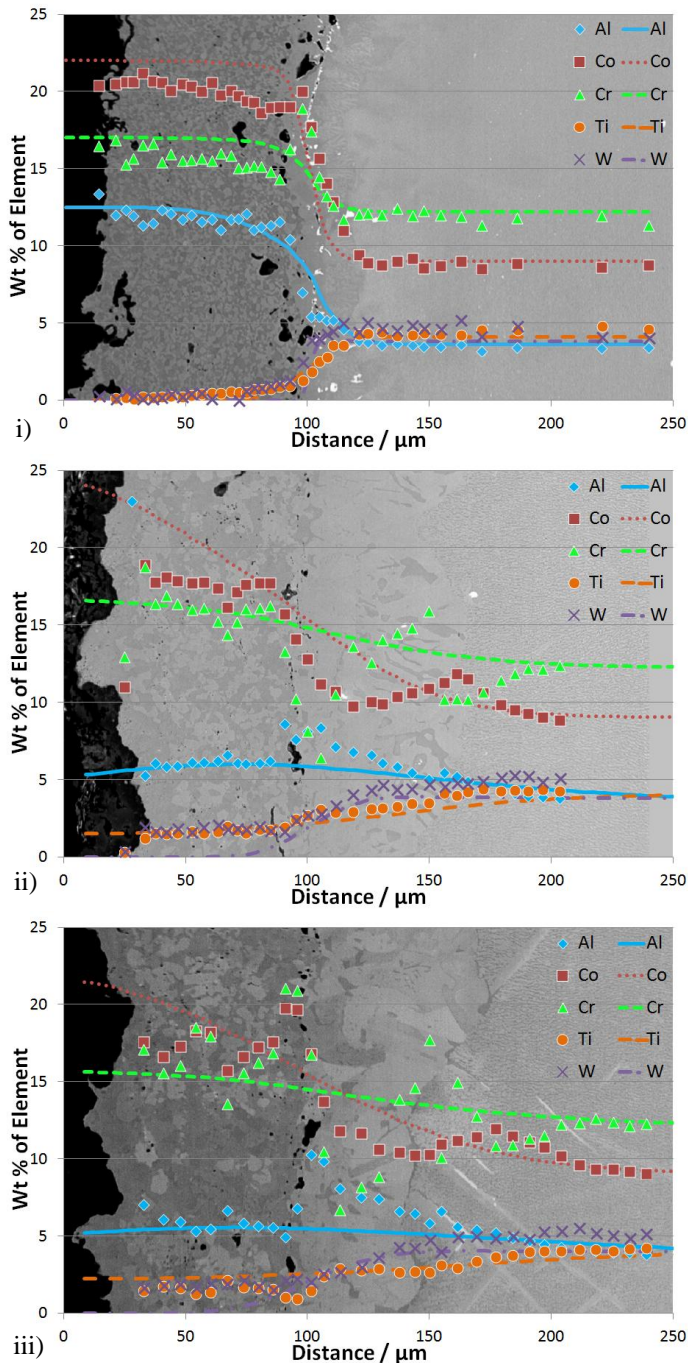 25
20
15
10
5
0
Wt % of Element
Al Al
Co Co
Cr Cr
Ti Ti
W W
0 50 100 150 200 250
Distance / µm
i)
25
20
15
10
5
0
Wt % of Element
Al Al
Co Co
Cr Cr
Ti Ti
W W
0 50 100 150 200 250
Distance / µm
ii)
25
20
15
10
5
0
Wt % of Element
Al Al
Co Co
Cr Cr
Ti Ti
W W
0 50 100 150 200 250
Distance / µm
iii)